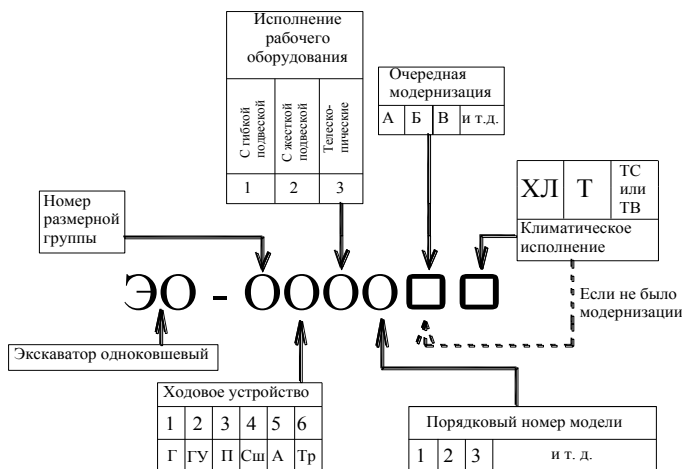 Исполнение
рабочего
оборудования
С гибкой
подвеской
С жесткой
подвеской
Телеско-
пические
1 2 3
Очередная
модернизация
А Б В и т.д.
Номер
размерной
группы
ХЛ Т ТС
или
ТВ
Климатическое
исполнение
ЭО - ОООО
Если не было
модернизации
Экскаватор одноковшевый
Ходовое устройство
1 2 3 4 5 6
Г ГУ П Сш А Тр
Порядковый номер модели
1 2 3 и т. д.